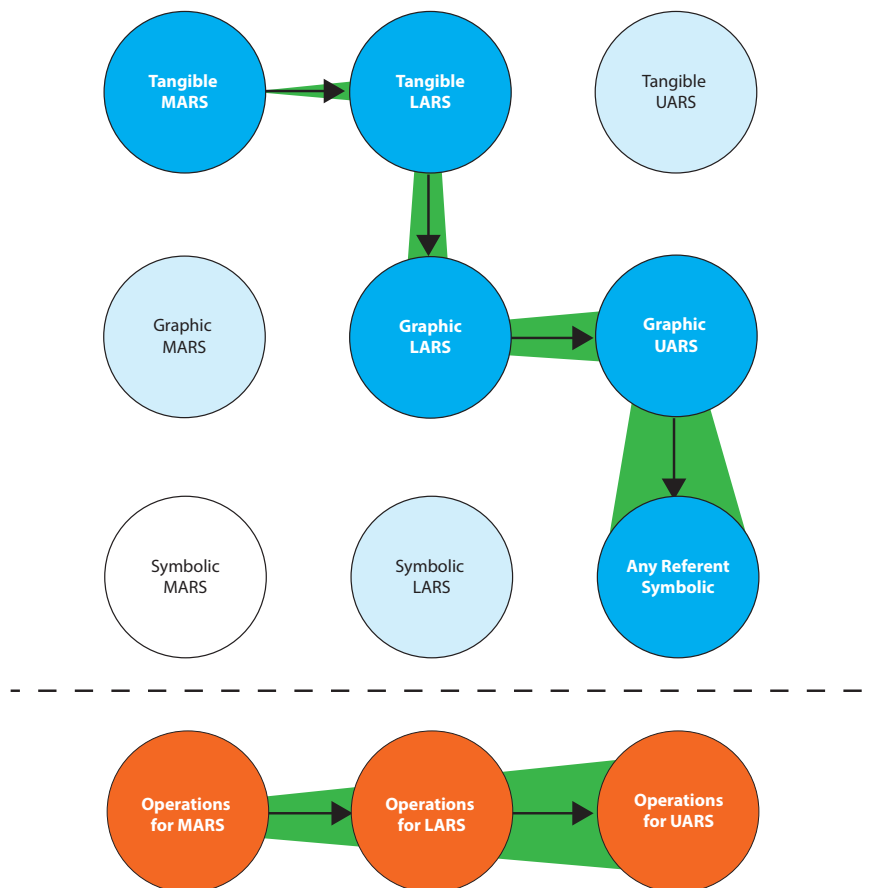 Tangible
MARS
Tangible
LARS
Tangible
UARS
Graphic
MARS
Graphic
LARS
Graphic
UARS
Symbolic
MARS
Symbolic
LARS
Any Referent
Symbolic
Operations
for MARS
Operations
for LARS
Operations
for UARS